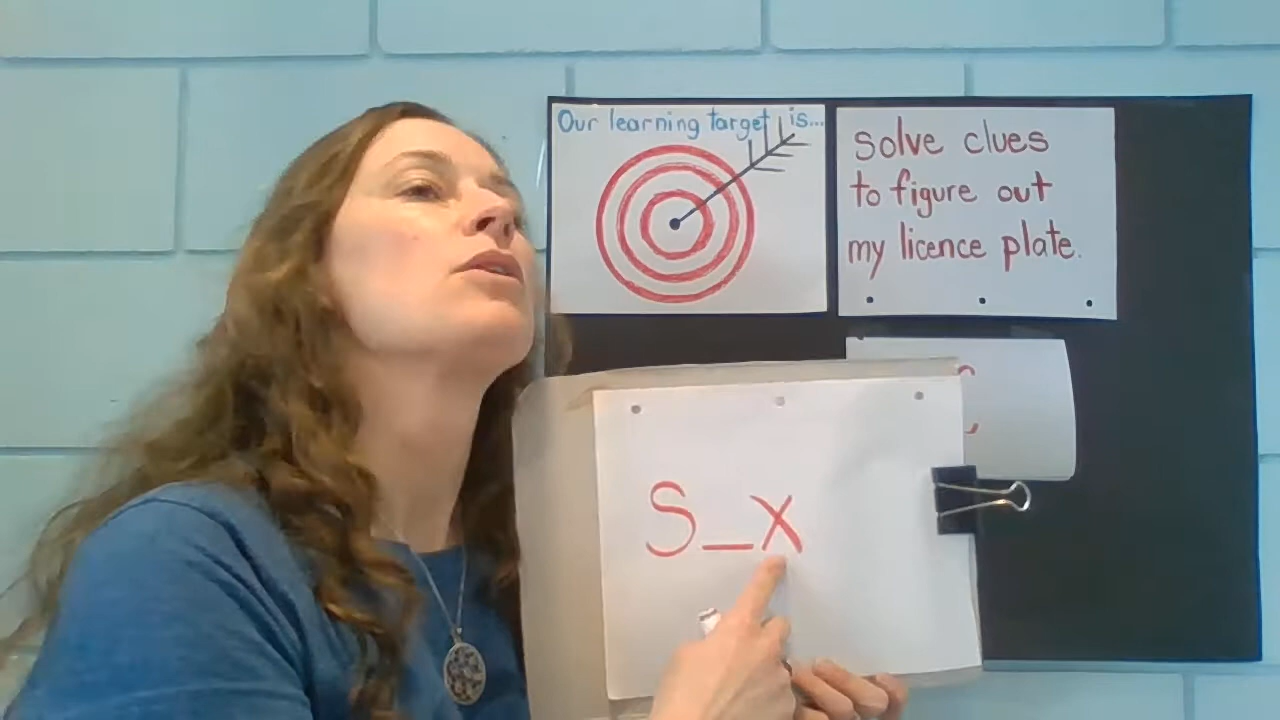 Our learning target is...
Solve clues
to figure out
my licence plate.
S_x